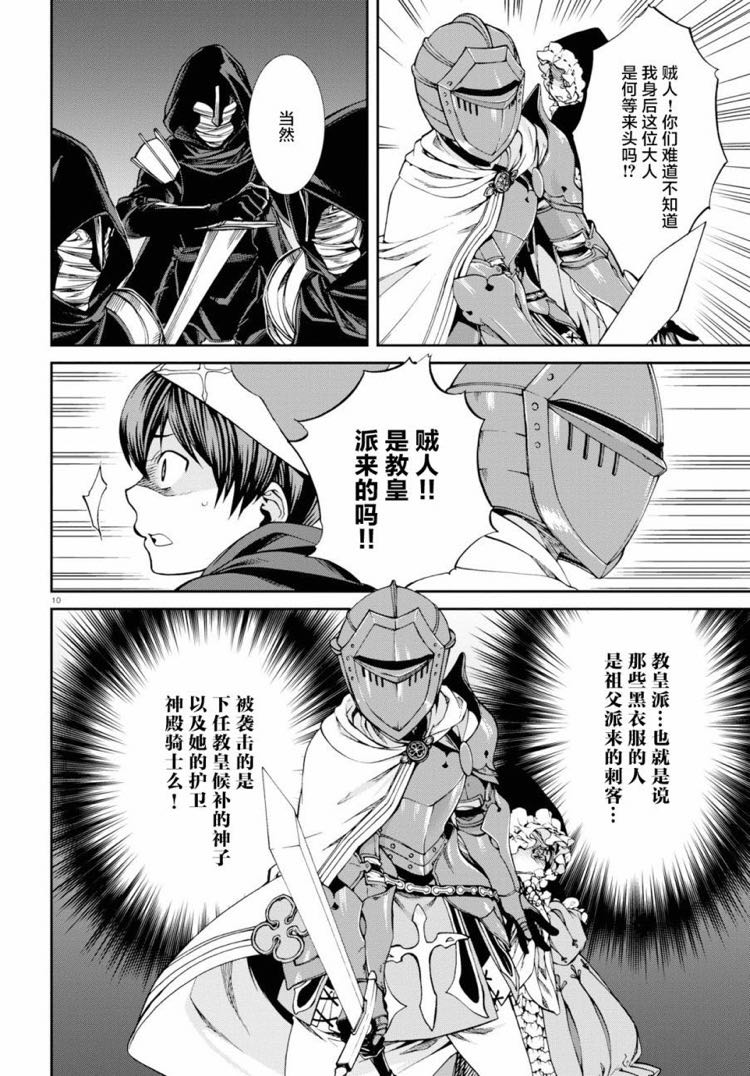 贼人！你们难道不知道
我身后这位大人
是何等来头吗!?
当然
贼人!!
是教皇
派来的吗!!
10
教皇派…也就是说
那些黑衣服的人
是祖父派来的刺客…
被袭击的是
下任教皇候补的神子
以及她的护卫
神殿骑士么！